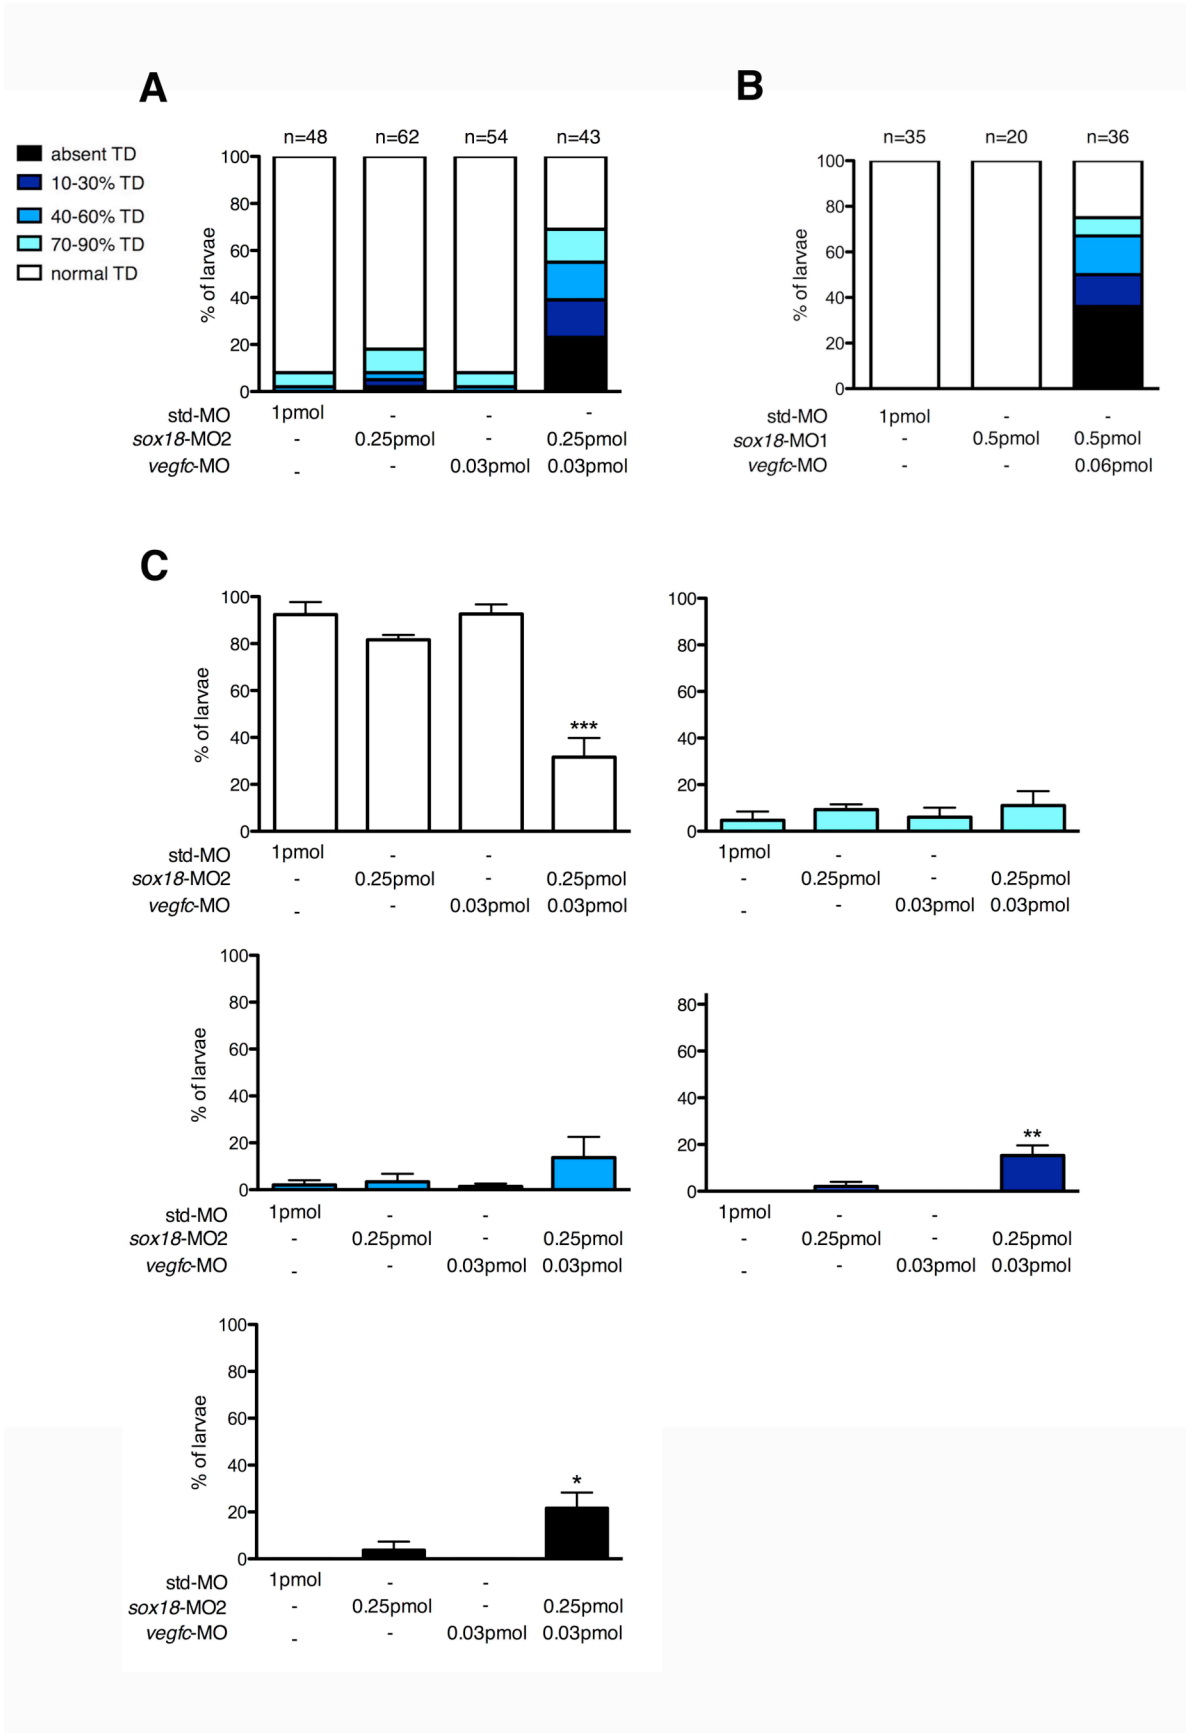 A
n=48 n=62 n=54 n=43
absent TD
10-30% TD
40-60% TD
70-90% TD
normal TD
% of larvae
100
80
60
40
20
0
std-MO 1pmol - - -
sox18-MO2 - 0.25pmol - 0.25pmol
vegfc-MO - - 0.03pmol 0.03pmol
B
n=35 n=20 n=36
% of larvae
100
80
60
40
20
0
std-MO 1pmol - -
sox18-MO1 - 0.5pmol 0.5pmol
vegfc-MO - - 0.06pmol
C
% of larvae
100
80
60
40
20
0
***
std-MO 1pmol - -
sox18-MO2 - 0.25pmol - 0.25pmol
vegfc-MO - - 0.03pmol 0.03pmol
100
80
60
40
20
0
1pmol - -
- 0.25pmol - 0.25pmol
- - 0.03pmol 0.03pmol
% of larvae
100
80
60
40
20
0
std-MO 1pmol - -
sox18-MO2 - 0.25pmol - 0.25pmol
vegfc-MO - - 0.03pmol 0.03pmol
80
60
40
20
0
**
1pmol - -
- 0.25pmol - 0.25pmol
- - 0.03pmol 0.03pmol
% of larvae
100
80
60
40
20
0
*
std-MO 1pmol - -
sox18-MO2 - 0.25pmol - 0.25pmol
vegfc-MO - - 0.03pmol 0.03pmol